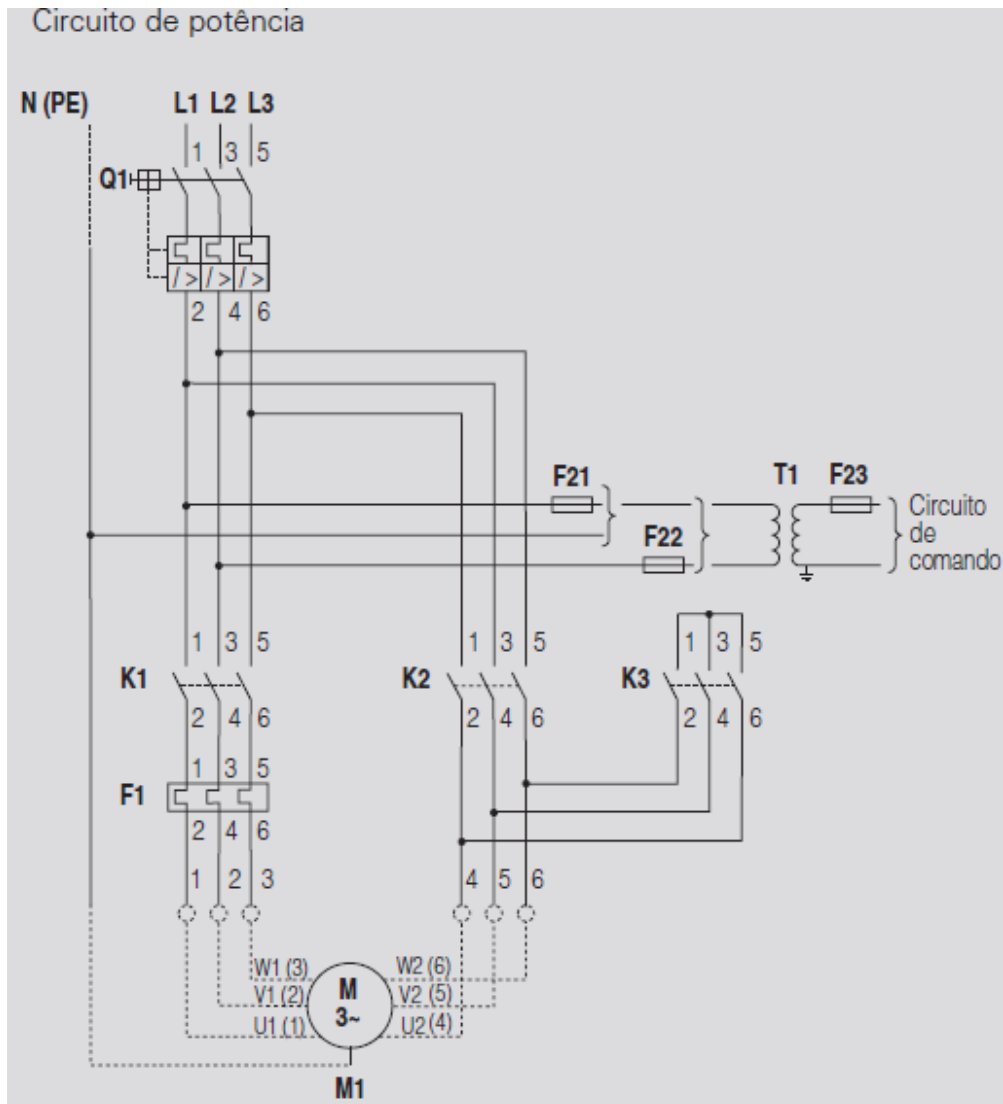 Circuito de potência
N (PE) L1 L2 L3
1 3 5
Q1
/> /> />
2 4 6
F21 T1 F23
F22
Circuito
de
comando
1 3 5 1 3 5 1 3 5
K1 K2 K3
2 4 6 2 4 6 2 4 6
1 3 5
F1
2 4 6
1 2 3 4 5 6
W1 (3) W2 (6)
V1 (2) M V2 (5)
3~
U1 (1) U2 (4)
M1